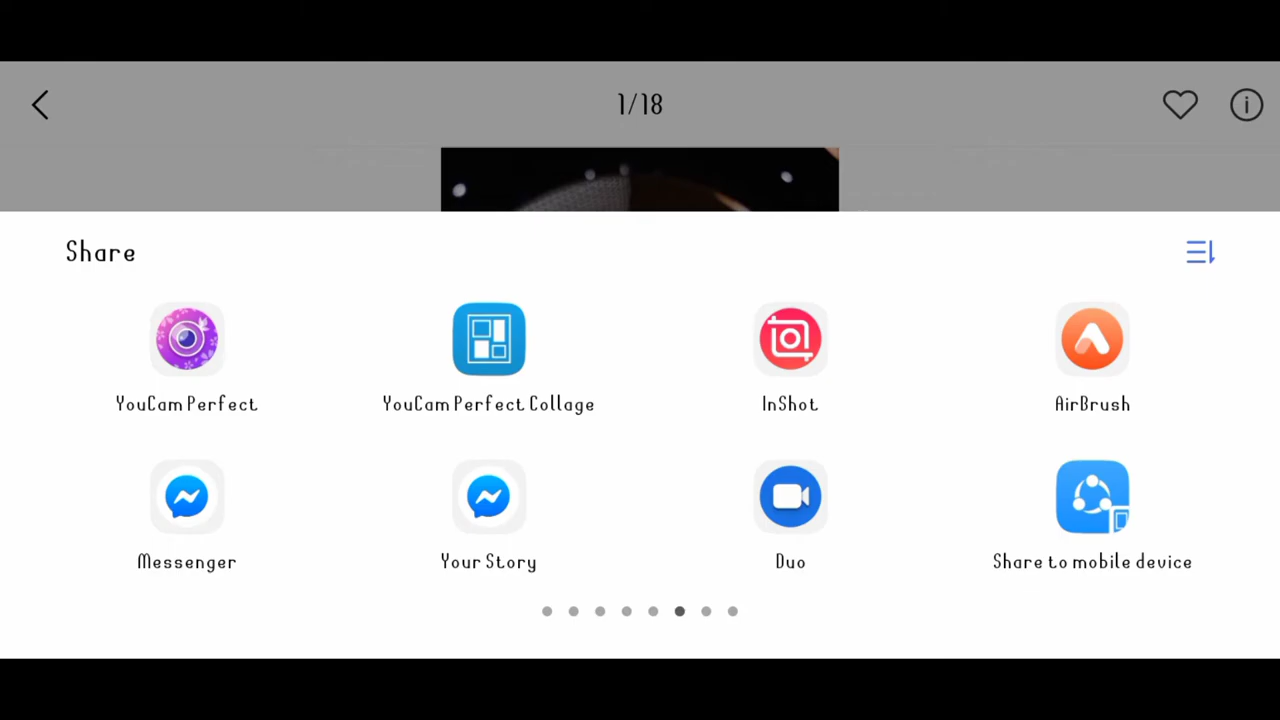 1/18
Share
YouCam Perfect
YouCam Perfect Collage
InShot
AirBrush
Messenger
Your Story
Duo
Share to mobile device